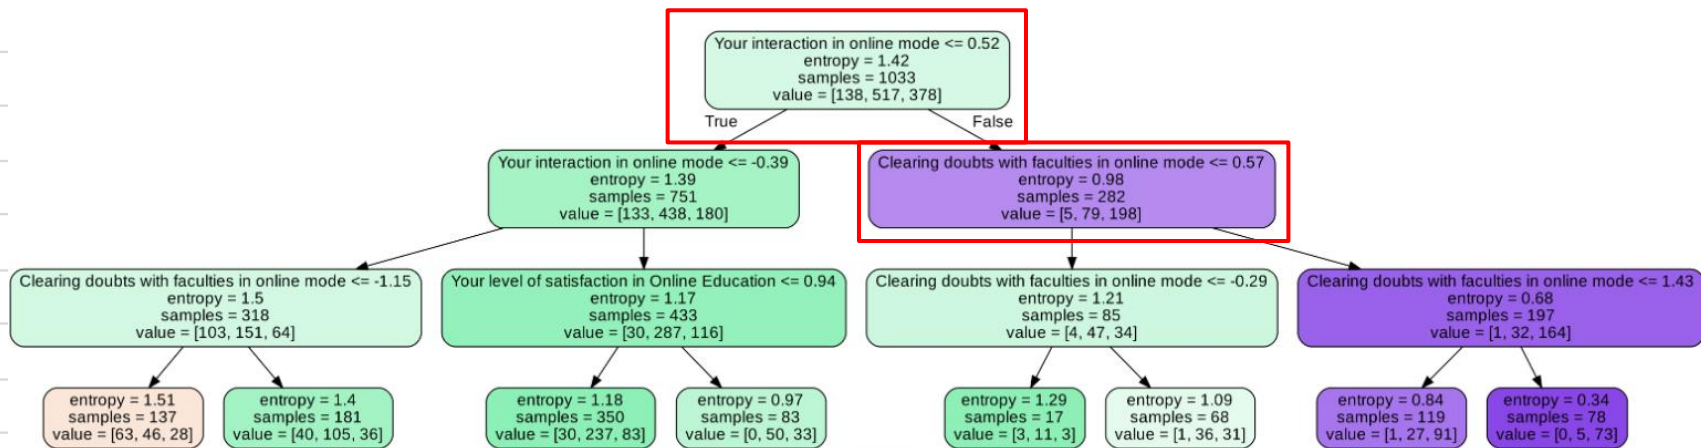 Your interaction in online mode <= 0.52
entropy = 1.42
samples = 1033
value = [138, 517, 378]
True
False
Your interaction in online mode <= -0.39
entropy = 1.39
samples = 751
value = [133, 438, 180]
Clearing doubts with faculties in online mode <= 0.57
entropy = 0.98
samples = 282
value = [5, 79, 198]
Clearing doubts with faculties in online mode <= -1.15
entropy = 1.5
samples = 318
value = [103, 151, 64]
Your level of satisfaction in Online Education <= 0.94
entropy = 1.17
samples = 433
value = [30, 287, 116]
Clearing doubts with faculties in online mode <= -0.29
entropy = 1.21
samples = 85
value = [4, 47, 34]
Clearing doubts with faculties in online mode <= 1.43
entropy = 0.68
samples = 197
value = [1, 32, 164]
entropy = 1.51
samples = 137
value = [63, 46, 28]
entropy = 1.4
samples = 181
value = [40, 105, 36]
entropy = 1.18
samples = 350
value = [30, 237, 83]
entropy = 0.97
samples = 83
value = [0, 50, 33]
entropy = 1.29
samples = 17
value = [3, 11, 3]
entropy = 1.09
samples = 68
value = [1, 36, 31]
entropy = 0.84
samples = 119
value = [1, 27, 91]
entropy = 0.34
samples = 78
value = [0, 5, 73]